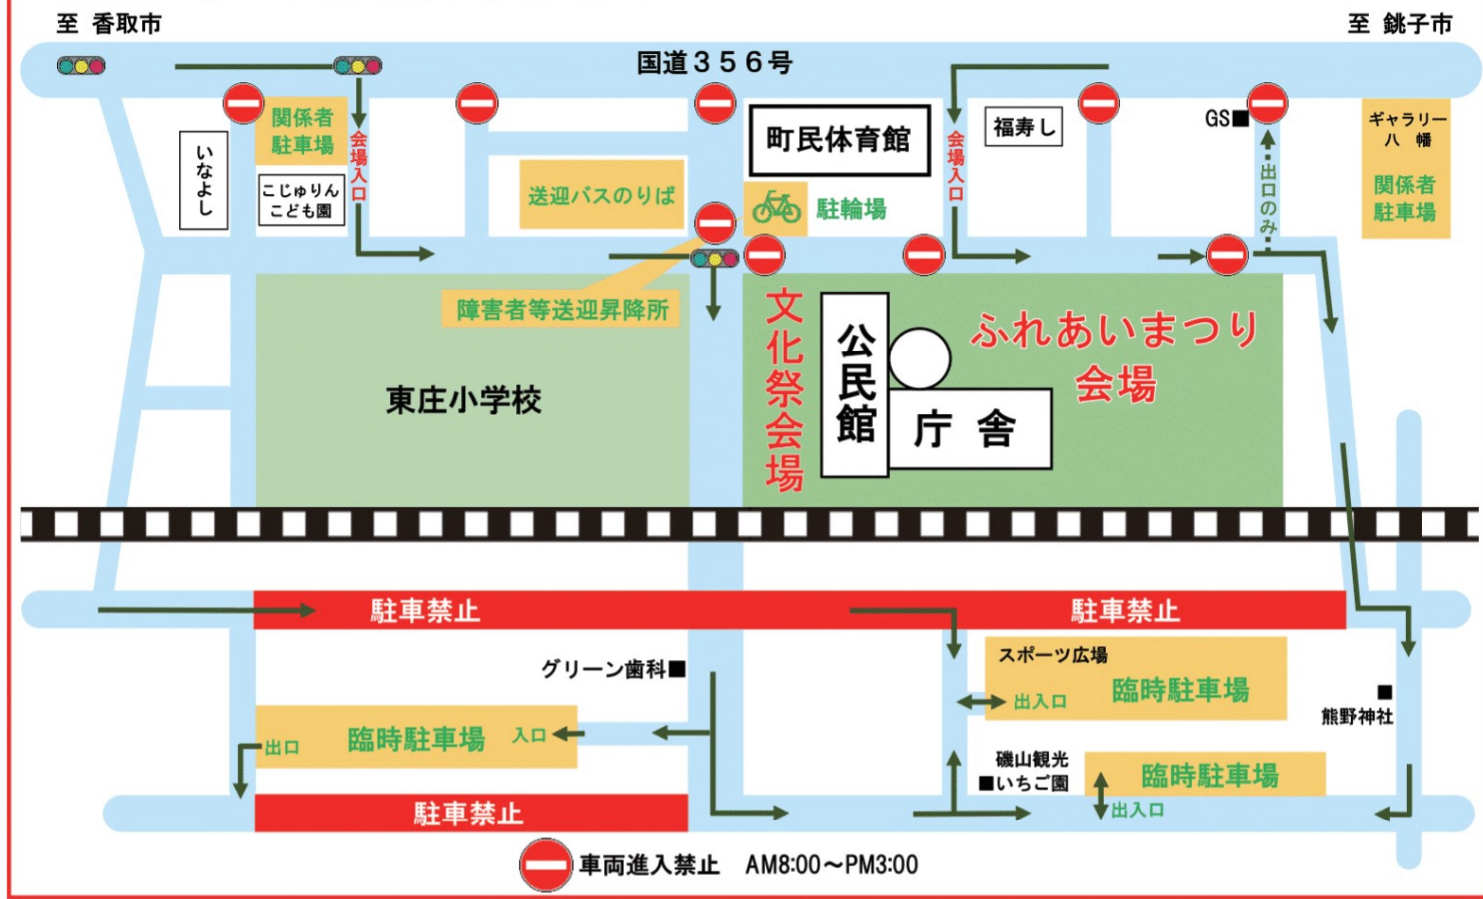 至 香取市
至 銚子市
国道３５６号
関係者
駐車場
会場入口
いなよし
こじゅりん
こども園
送迎バスのりば
町民体育館
駐輪場
会場入口
福寿し
GS■
出口のみ
ギャラリー
八 幡
関係者
駐車場
障害者等送迎昇降所
東庄小学校
文化祭会場
公民館
庁 舎
ふれあいまつり
会場
駐車禁止
駐車禁止
グリーン歯科■
スポーツ広場
臨時駐車場
出入口
■
熊野神社
臨時駐車場
入口
出口
磯山観光
■いちご園
臨時駐車場
出入口
駐車禁止
車両進入禁止 AM8:00～PM3:00